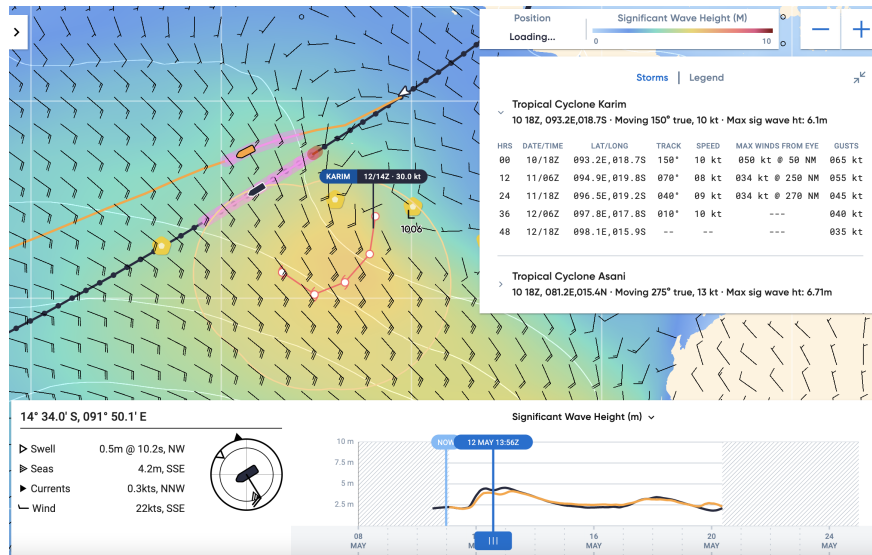 Position
Loading...
Significant Wave Height (M)
0 10
Storms | Legend
Tropical Cyclone Karim
10 18Z, 093.2E,018.7S · Moving 150° true, 10 kt · Max sig wave ht: 6.1m
HRS DATE/TIME LAT/LONG TRACK SPEED MAX WINDS FROM EYE GUSTS
00 10/18Z 093.2E,018.7S 150° 10 kt 050 kt @ 50 NM 065 kt
12 11/06Z 094.9E,019.8S 070° 08 kt 034 kt @ 250 NM 055 kt
24 11/18Z 096.5E,019.2S 040° 09 kt 034 kt @ 270 NM 045 kt
36 12/06Z 097.8E,017.8S 010° 10 kt --- 040 kt
48 12/18Z 098.1E,015.9S -- -- --- 035 kt
Tropical Cyclone Asani
10 18Z, 081.2E,015.4N · Moving 275° true, 13 kt · Max sig wave ht: 6.71m
KARIM 12/14Z · 30.0 kt
L
1006
14° 34.0' S, 091° 50.1' E
Swell 0.5m @ 10.2s, NW
Seas 4.2m, SSE
Currents 0.3kts, NNW
Wind 22kts, SSE
Significant Wave Height (m)
10 m
7.5 m
5 m
2.5 m
NOW 12 MAY 13:56Z
08 MAY
16 MAY
20 MAY
24 MAY